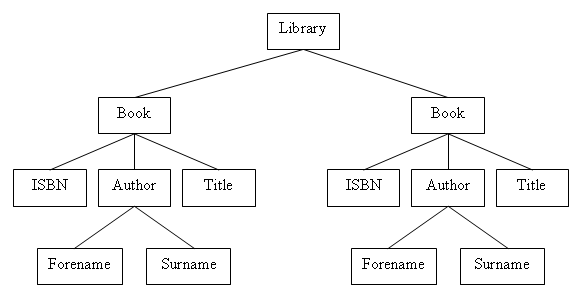 Library
Book
Book
ISBN
Author
Title
ISBN
Author
Title
Forename
Surname
Forename
Surname